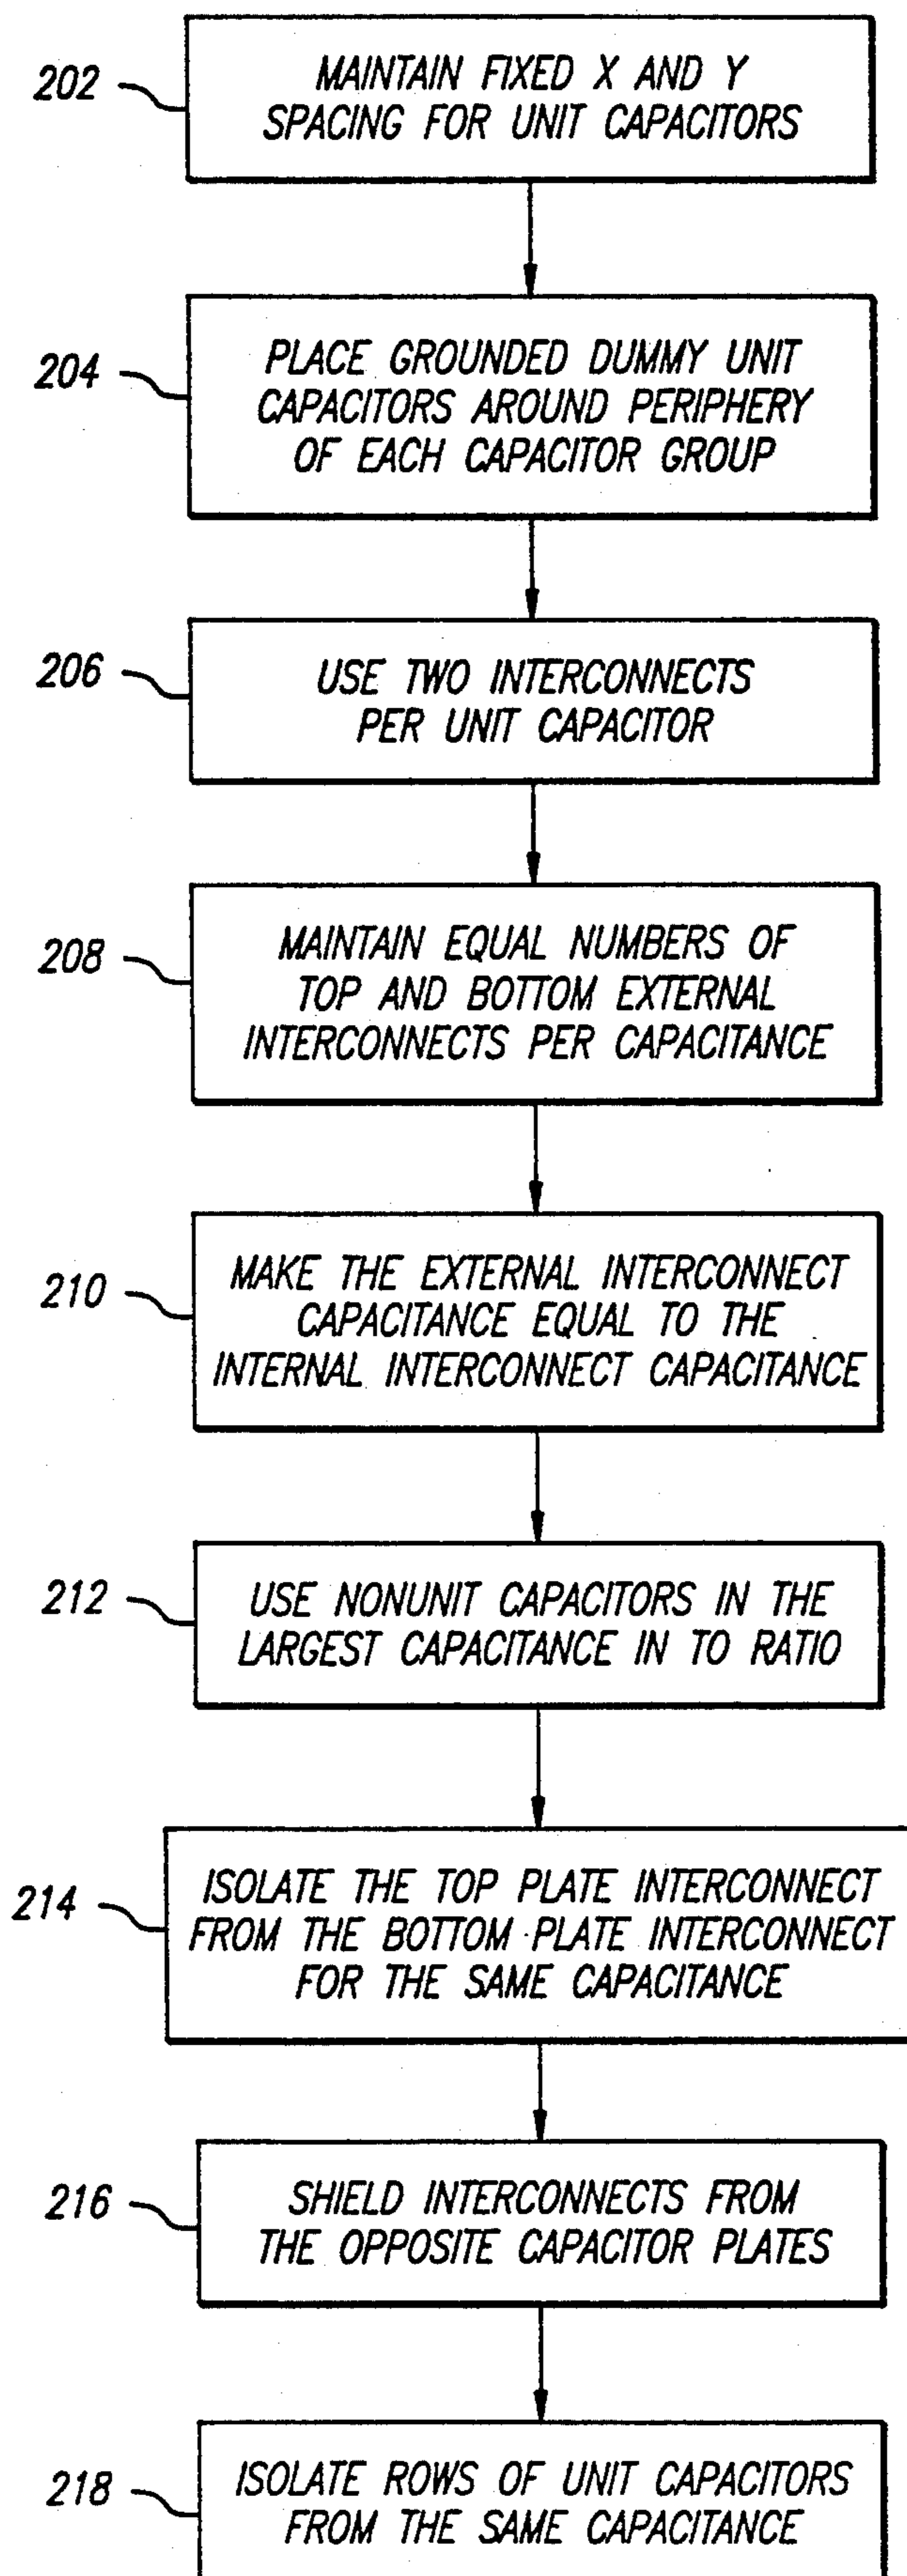 202
MAINTAIN FIXED X AND Y
SPACING FOR UNIT CAPACITORS
204
PLACE GROUNDED DUMMY UNIT
CAPACITORS AROUND PERIPHERY
OF EACH CAPACITOR GROUP
206
USE TWO INTERCONNECTS
PER UNIT CAPACITOR
208
MAINTAIN EQUAL NUMBERS OF
TOP AND BOTTOM EXTERNAL
INTERCONNECTS PER CAPACITANCE
210
MAKE THE EXTERNAL INTERCONNECT
CAPACITANCE EQUAL TO THE
INTERNAL INTERCONNECT CAPACITANCE
212
USE NONUNIT CAPACITORS IN THE
LARGEST CAPACITANCE IN TO RATIO
214
ISOLATE THE TOP PLATE INTERCONNECT
FROM THE BOTTOM PLATE INTERCONNECT
FOR THE SAME CAPACITANCE
216
SHIELD INTERCONNECTS FROM
THE OPPOSITE CAPACITOR PLATES
218
ISOLATE ROWS OF UNIT CAPACITORS
FROM THE SAME CAPACITANCE